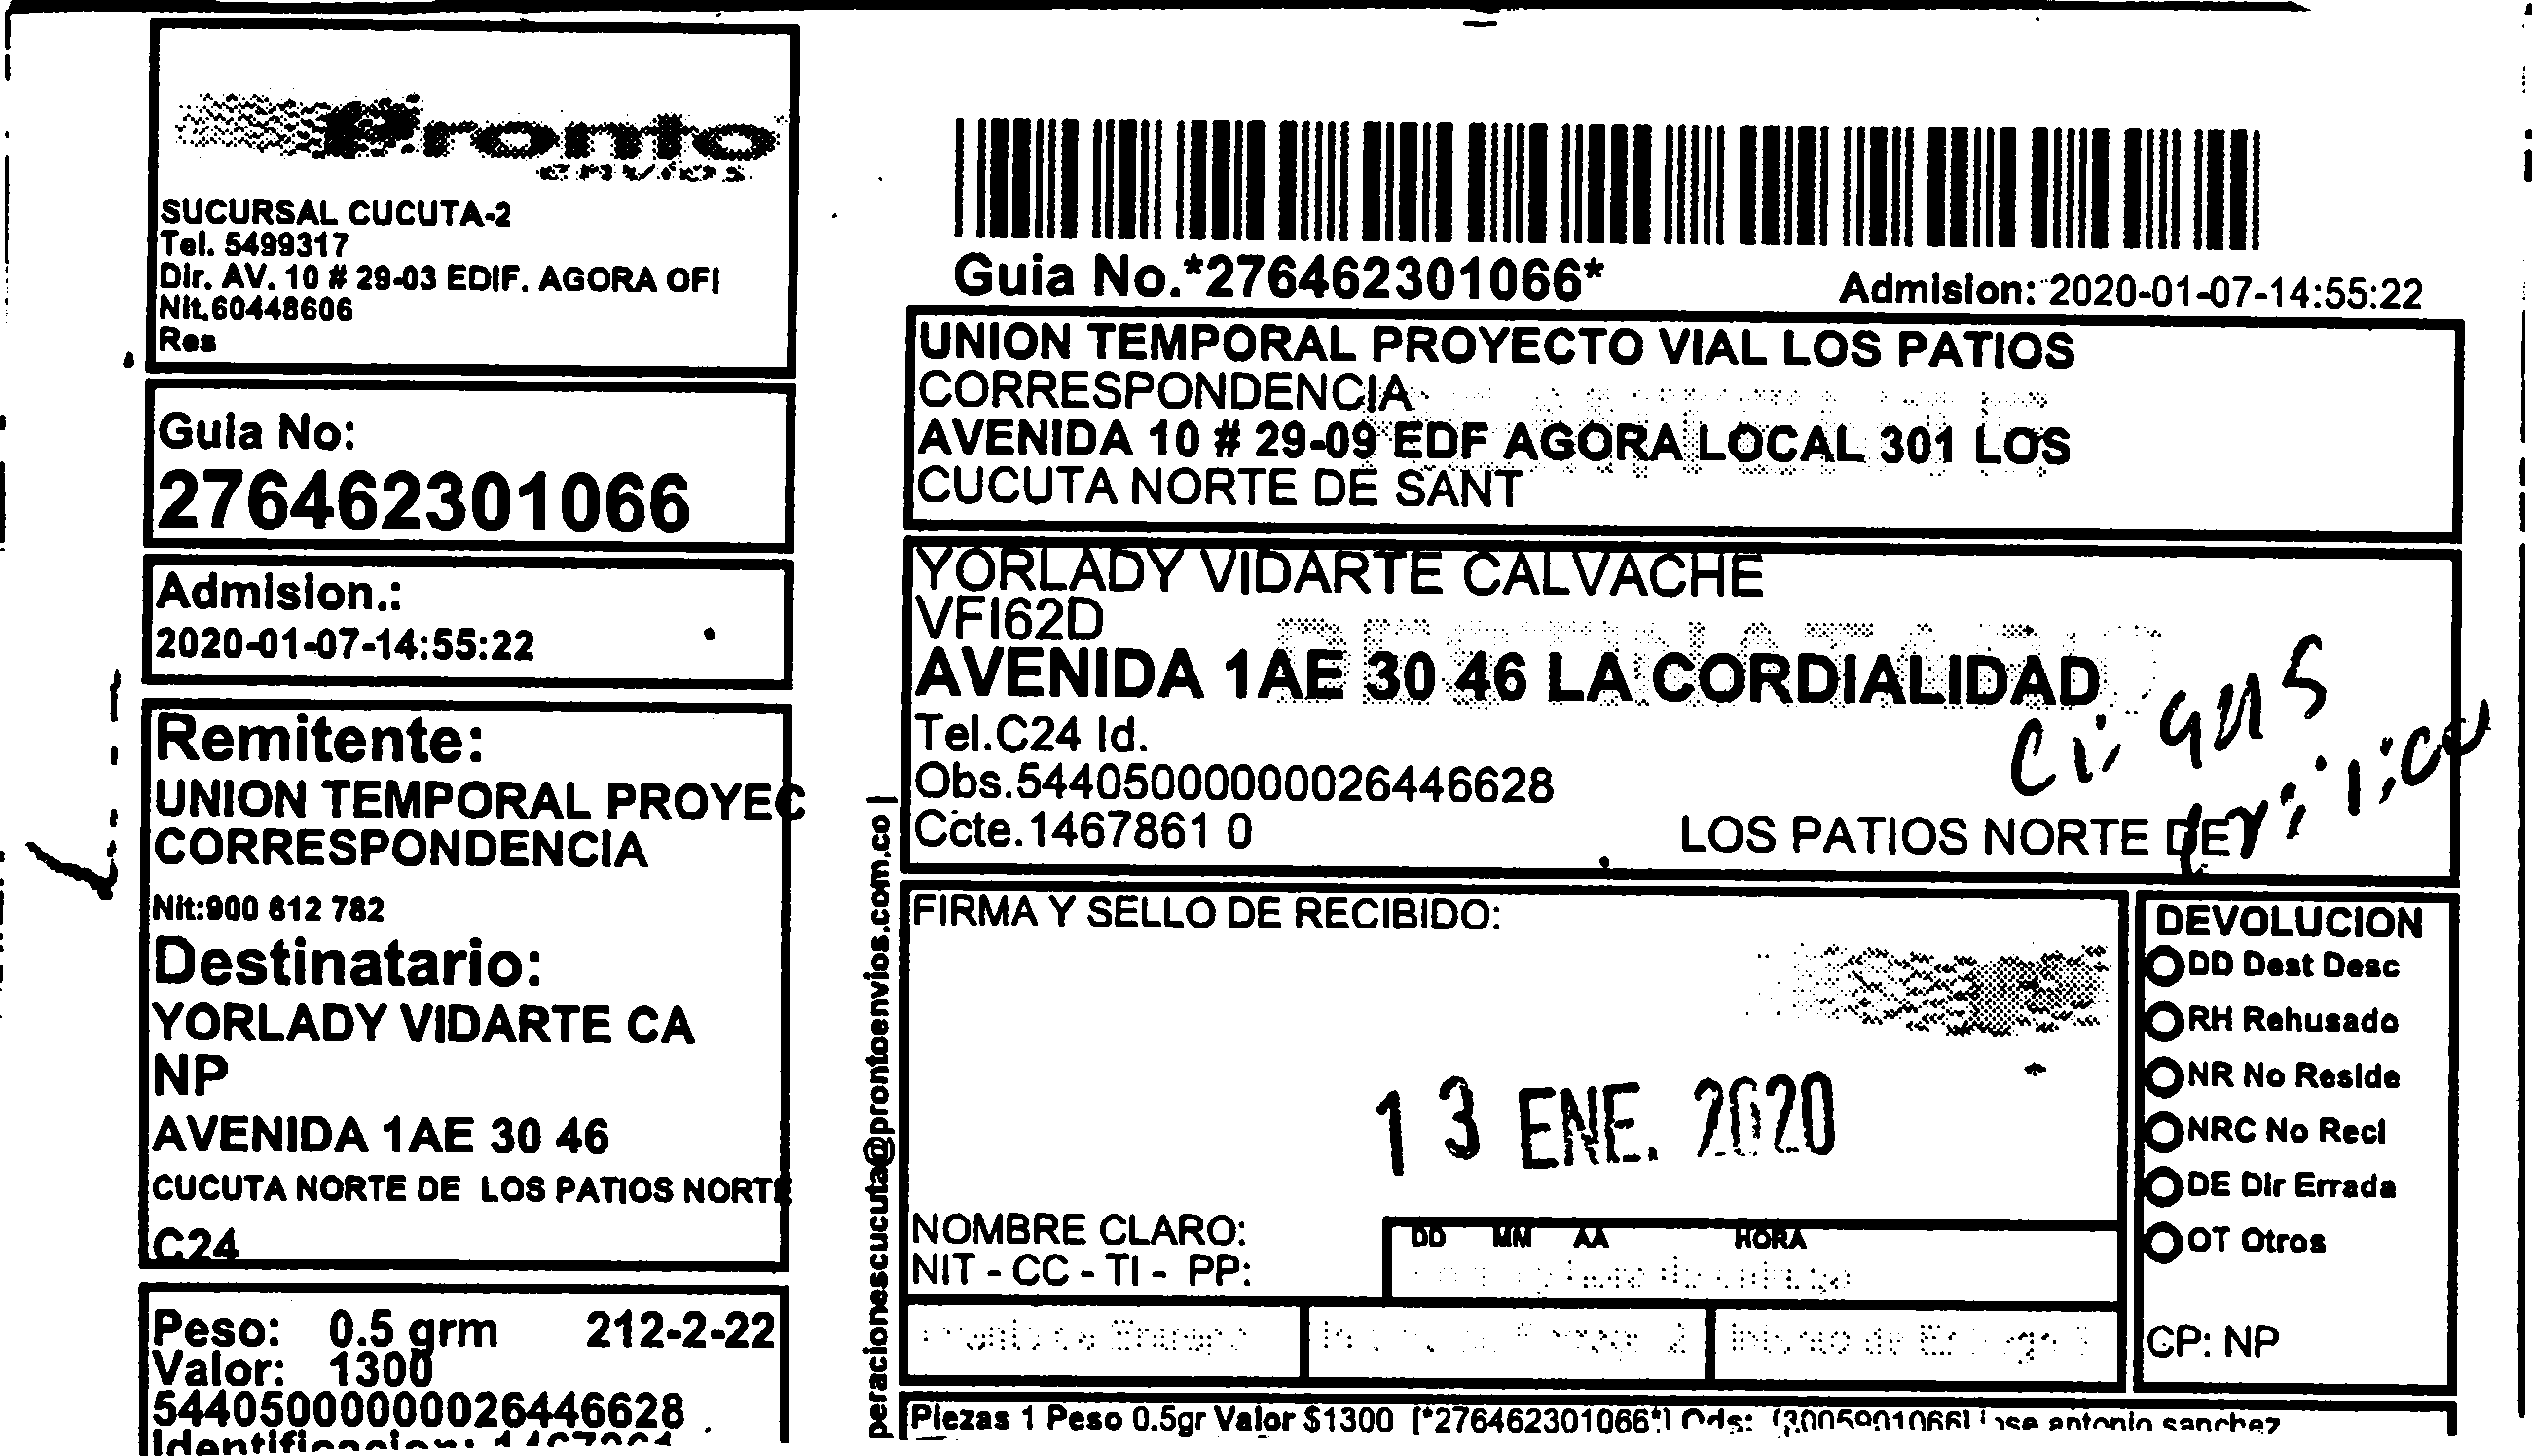 Pronto
envíos
SUCURSAL CUCUTA-2
Tel. 5499317
Dir. AV. 10 # 29-03 EDIF. AGORA OFI
Nit.60448606
Res
Guia No:
276462301066
Admision.:
2020-01-07-14:55:22
Remitente:
UNION TEMPORAL PROYEC
CORRESPONDENCIA
Nit:900 812 782
Destinatario:
YORLADY VIDARTE CA
NP
AVENIDA 1AE 30 46
CUCUTA NORTE DE LOS PATIOS NORTE
C24
Peso: 0.5 grm 212-2-22
Valor: 1300
544050000000026446628
Guia No.*276462301066*
Admision: 2020-01-07-14:55:22
UNION TEMPORAL PROYECTO VIAL LOS PATIOS
CORRESPONDENCIA
AVENIDA 10 # 29-09 EDF AGORA LOCAL 301 LOS
CUCUTA NORTE DE SANT
YORLADY VIDARTE CALVACHE
VFI62D
DESTINATARIO
AVENIDA 1AE 30 46 LA CORDIALIDAD
Tel.C24 Id.
Obs.544050000000026446628
Ccte.1467861 0
LOS PATIOS NORTE DE
peracionescucuta@prontoenvios.com.co |
FIRMA Y SELLO DE RECIBIDO:
13 ENE. 2020
NOMBRE CLARO:
NIT - CC - TI - PP:
DD MM AA HORA
DEVOLUCION
DD Dest Desc
RH Rehusado
NR No Reside
NRC No Reci
DE Dir Errada
OT Otros
CP: NP
Piezas 1 Peso 0.5gr Valor $1300 [*276462301066*] Ods: jose antonio sanchez